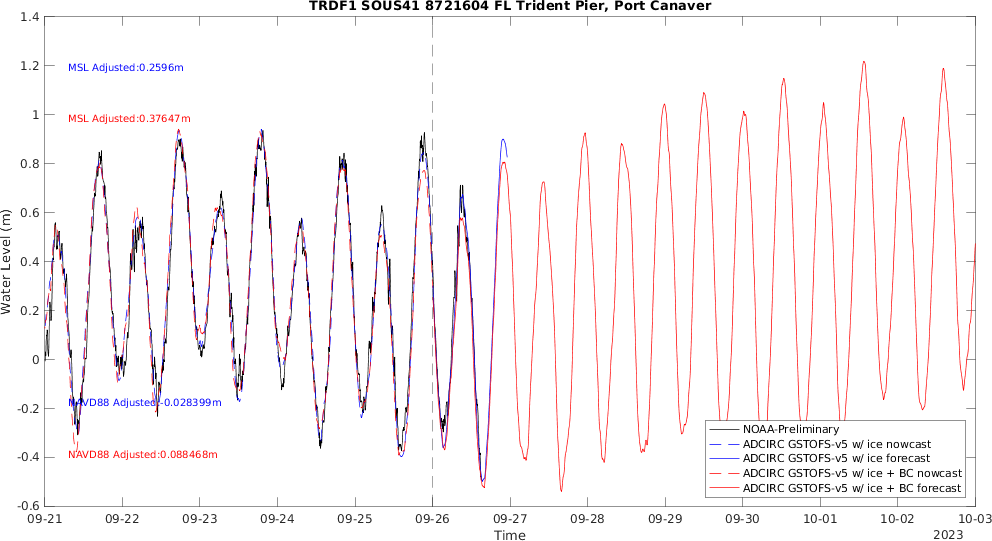 TRDF1 SOUS41 8721604 FL Trident Pier, Port Canaver
1.4
1.2
1
0.8
0.6
0.4
0.2
0
-0.2
-0.4
-0.6
Water Level (m)
MSL Adjusted:0.2596m
MSL Adjusted:0.37647m
NAVD88 Adjusted:-0.028399m
NAVD88 Adjusted:0.088468m
NOAA-Preliminary
ADCIRC GSTOFS-v5 w/ ice nowcast
ADCIRC GSTOFS-v5 w/ ice forecast
ADCIRC GSTOFS-v5 w/ ice + BC nowcast
ADCIRC GSTOFS-v5 w/ ice + BC forecast
09-21 09-22 09-23 09-24 09-25 09-26 09-27 09-28 09-29 09-30 10-01 10-02 10-03
Time
2023